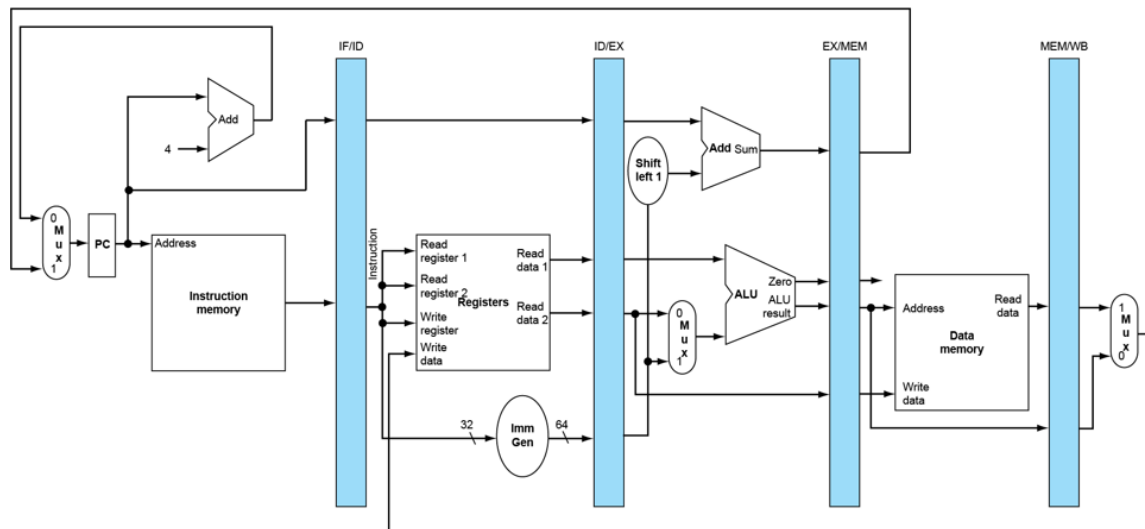 IF/ID
ID/EX
EX/MEM
MEM/WB
Add
4
Add Sum
Shift
left 1
0
M
u
x
1
PC
Address
Instruction
memory
Instruction
Read
register 1
Read
register 2
Registers
Write
register
Write
data
Read
data 1
Read
data 2
0
M
u
x
1
Zero
ALU
ALU
result
Address
Read
data
Data
memory
Write
data
1
M
u
x
0
32
Imm
Gen
64